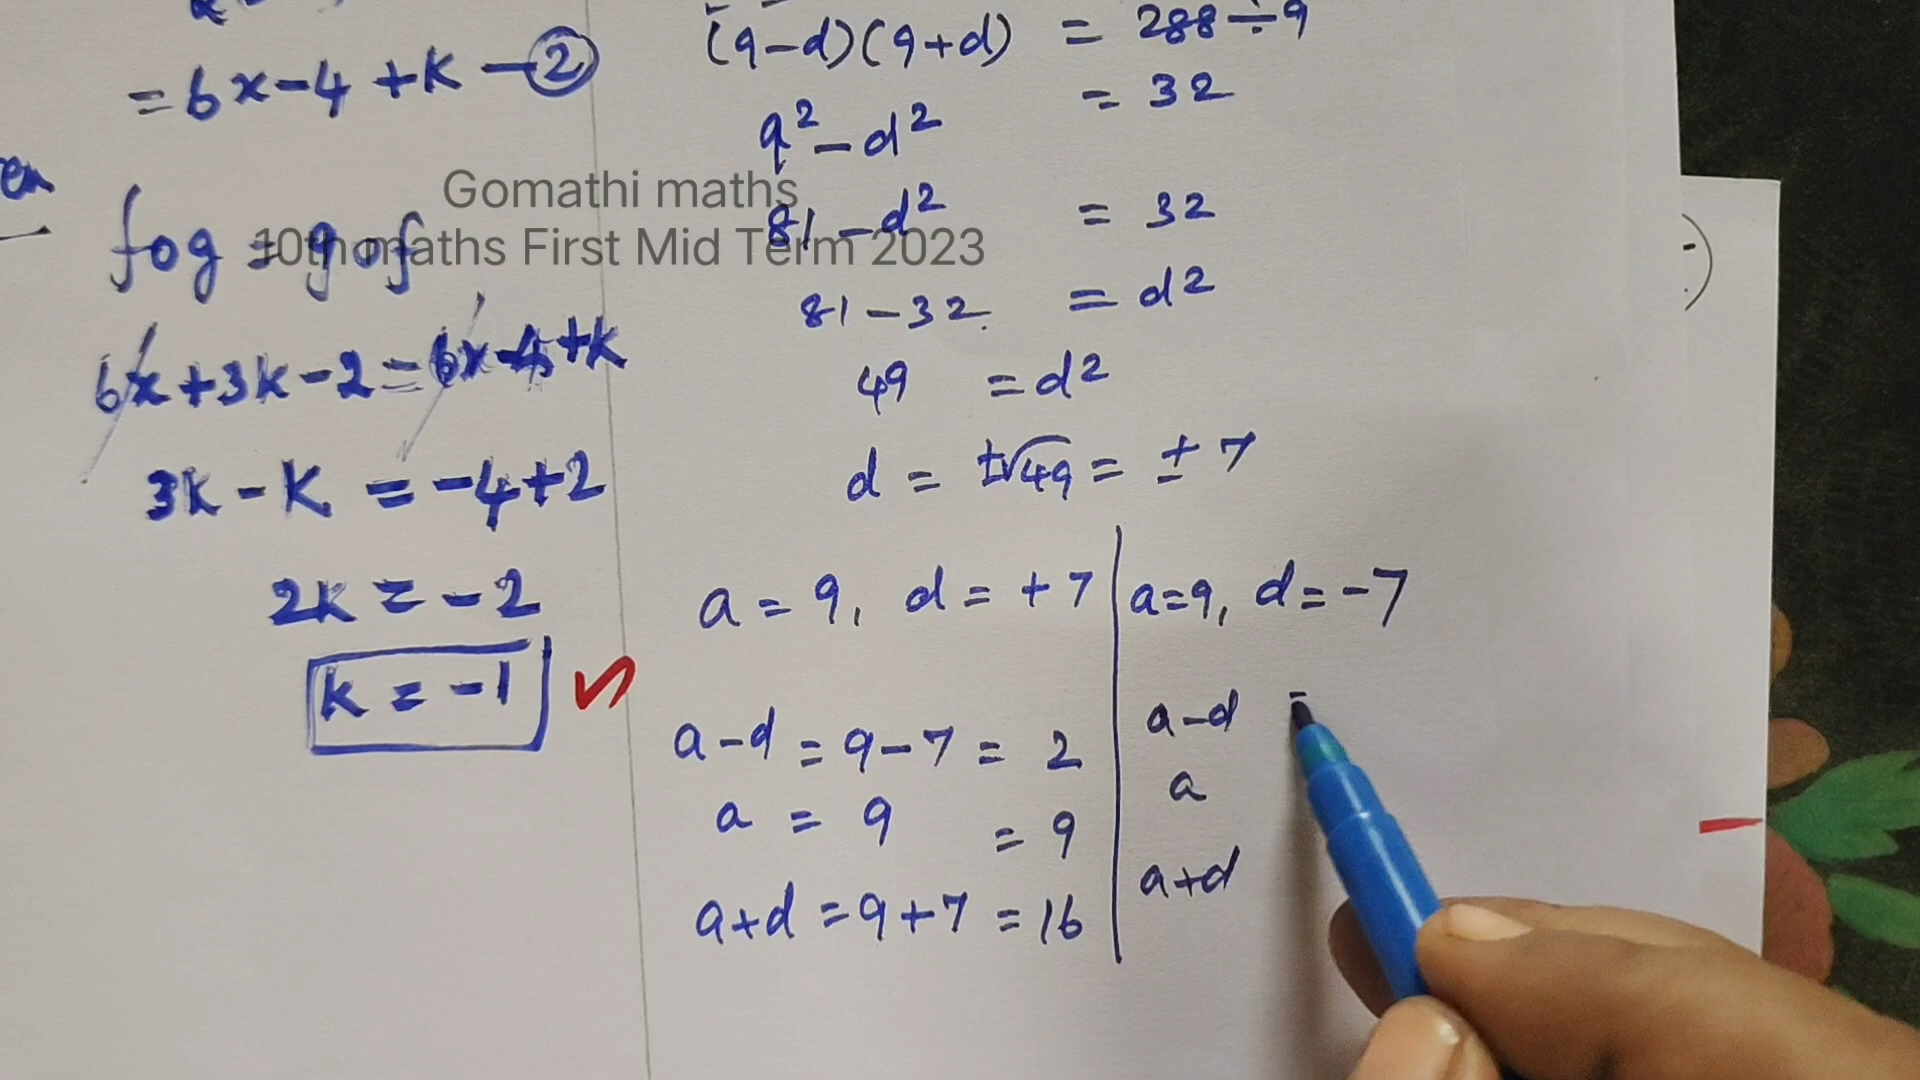 = 6x-4+k - ②
fog = gof
6x+3k-2 = 6x-4+k
3k-k = -4+2
2k = -2
k = -1
(9-d)(9+d) = 288÷9
= 32
9²-d²
81-d² = 32
81-32 = d²
49 = d²
d = ±√49 = ±7
a = 9, d = +7
a-d = 9-7 = 2
a = 9 = 9
a+d = 9+7 = 16
a=9, d=-7
a-d =
a
a+d
Gomathi maths
10th maths First Mid Term 2023